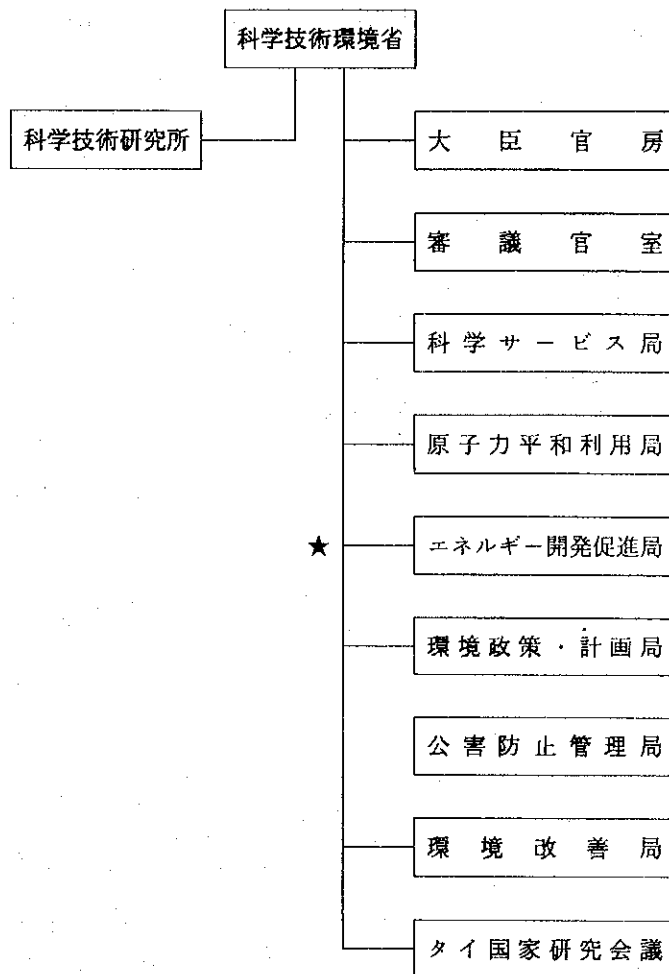 科学技術環境省
科学技術研究所
大臣官房
審議官室
科学サービス局
原子力平和利用局
★ エネルギー開発促進局
環境政策・計画局
公害防止管理局
環境改善局
タイ国家研究会議